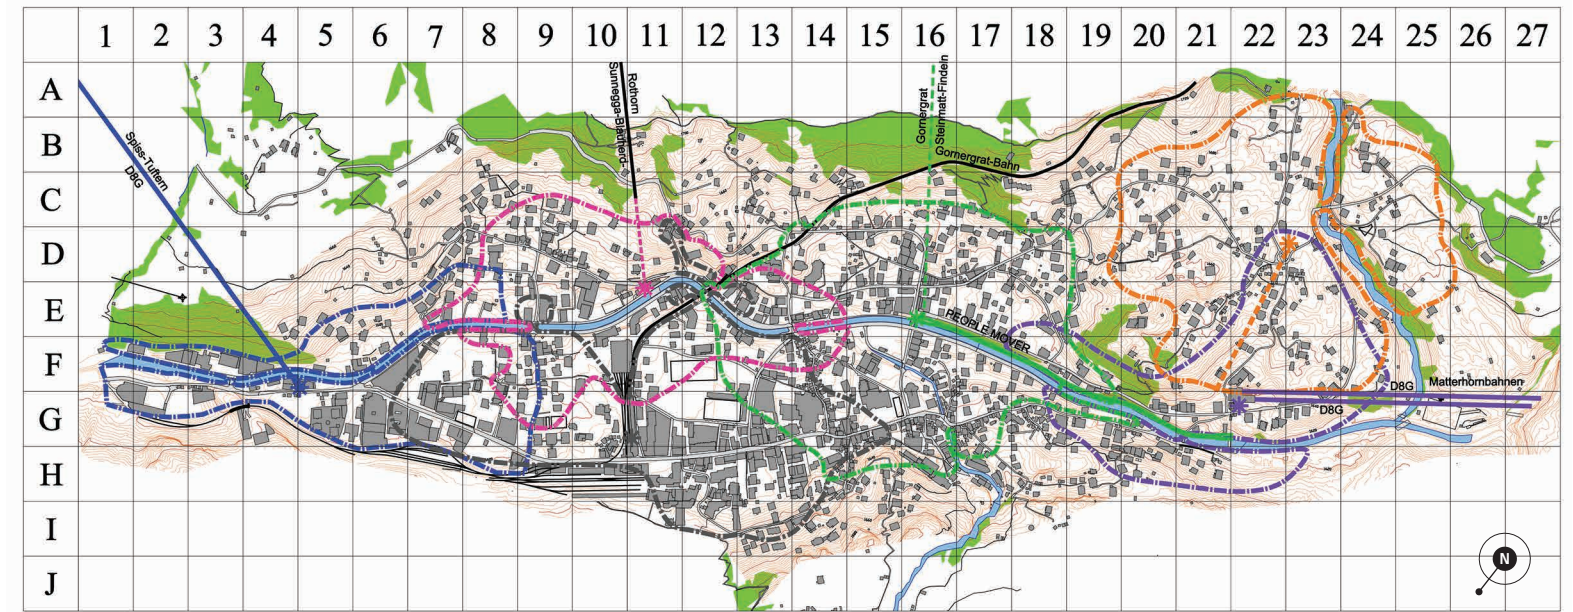 1 2 3 4 5 6 7 8 9 10 11 12 13 14 15 16 17 18 19 20 21 22 23 24 25 26 27
A
B
C
D
E
F
G
H
I
J
Spiss-Tuftern
D8G
Sunnegga-Blauherd-
Rothorn
Gornergrat
Steinmatt-Findeln
Gornergrat-Bahn
PEOPLE MOVER
D8G
Matterhornbahnen
D8G
N